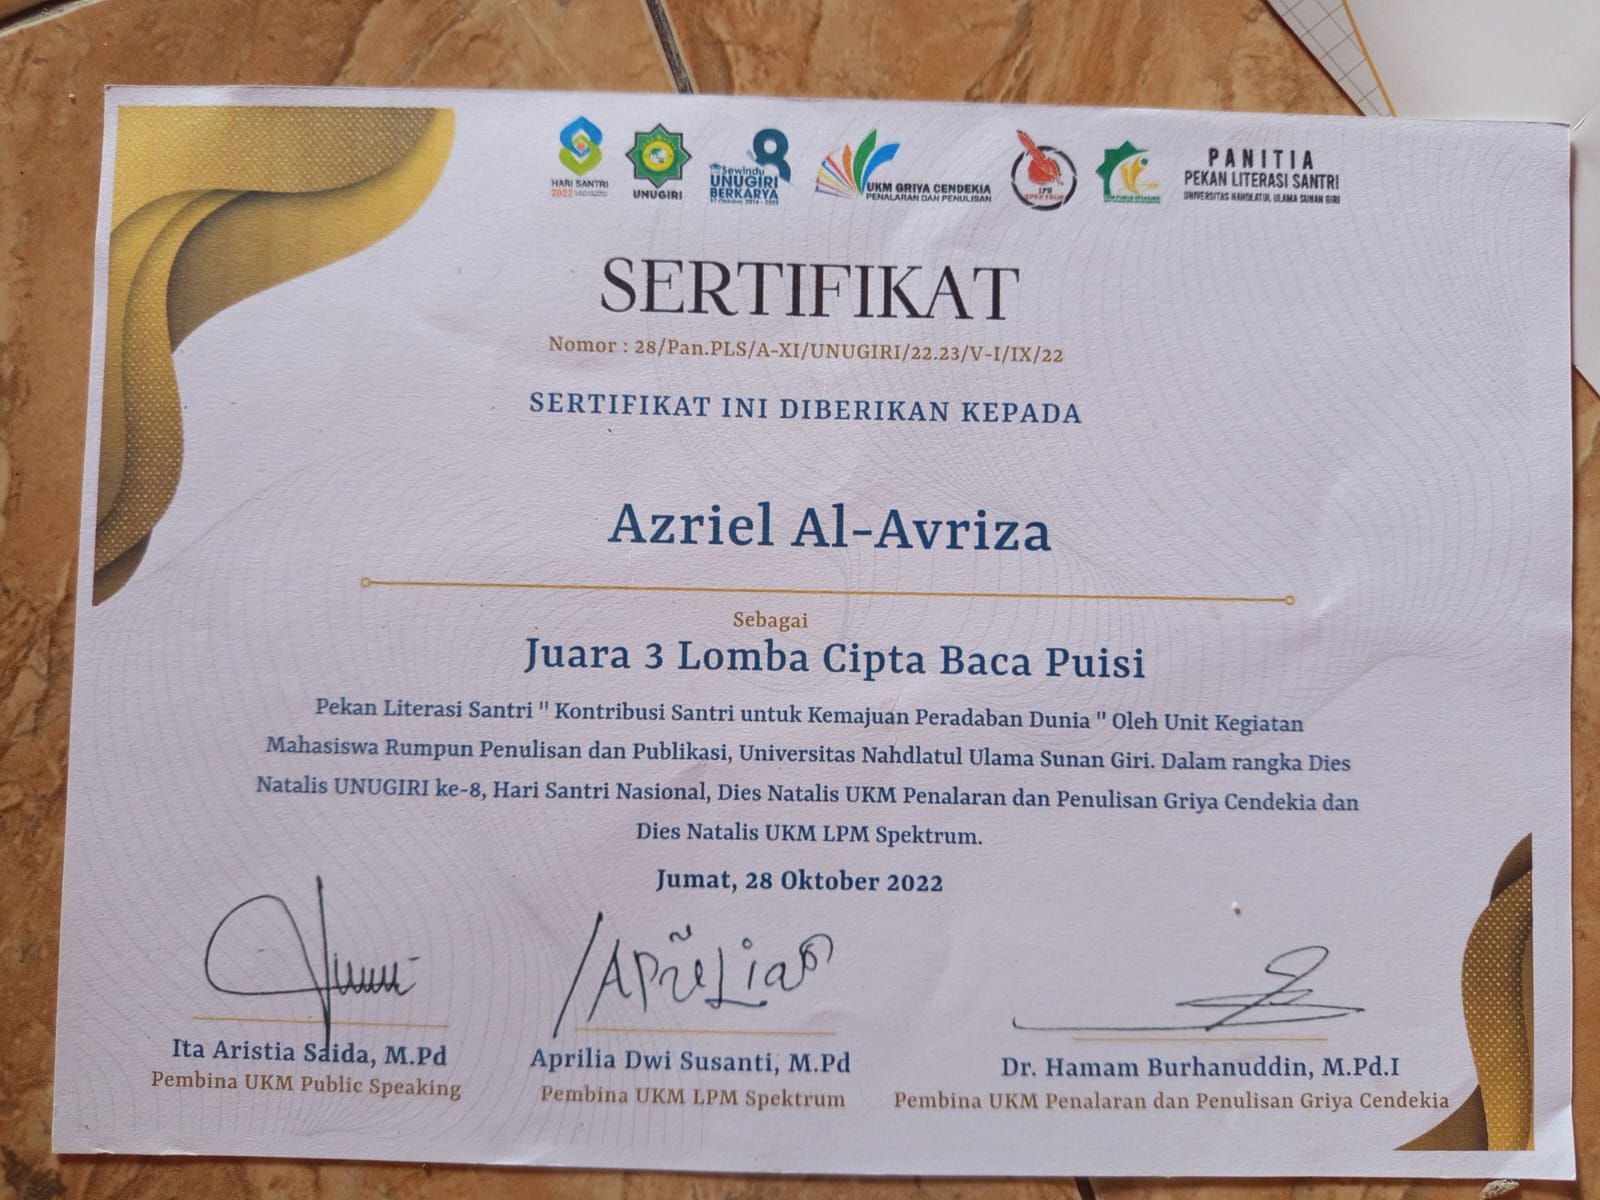 HARI SANTRI
2022
UNUGIRI
Sewindu
UNUGIRI
BERKARYA
UKM GRIYA CENDEKIA
PENALARAN DAN PENULISAN
LPM
SPEKTRUM
PANITIA
PEKAN LITERASI SANTRI
UNIVERSITAS NAHDLATUL ULAMA SUNAN GIRI
SERTIFIKAT
Nomor : 28/Pan.PLS/A-XI/UNUGIRI/22.23/V-I/IX/22
SERTIFIKAT INI DIBERIKAN KEPADA
Azriel Al-Avriza
Sebagai
Juara 3 Lomba Cipta Baca Puisi
Pekan Literasi Santri " Kontribusi Santri untuk Kemajuan Peradaban Dunia " Oleh Unit Kegiatan
Mahasiswa Rumpun Penulisan dan Publikasi, Universitas Nahdlatul Ulama Sunan Giri. Dalam rangka Dies
Natalis UNUGIRI ke-8, Hari Santri Nasional, Dies Natalis UKM Penalaran dan Penulisan Griya Cendekia dan
Dies Natalis UKM LPM Spektrum.
Jumat, 28 Oktober 2022
Ita Aristia Saida, M.Pd
Pembina UKM Public Speaking
Aprilia Dwi Susanti, M.Pd
Pembina UKM LPM Spektrum
Dr. Hamam Burhanuddin, M.Pd.I
Pembina UKM Penalaran dan Penulisan Griya Cendekia